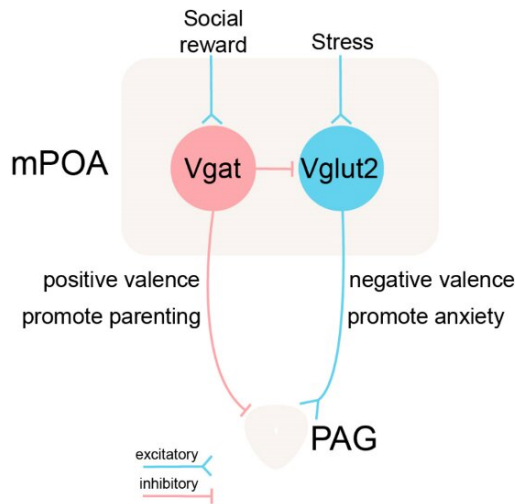 Social
reward
Stress
mPOA
Vgat
Vglut2
positive valence
promote parenting
negative valence
promote anxiety
PAG
excitatory
inhibitory